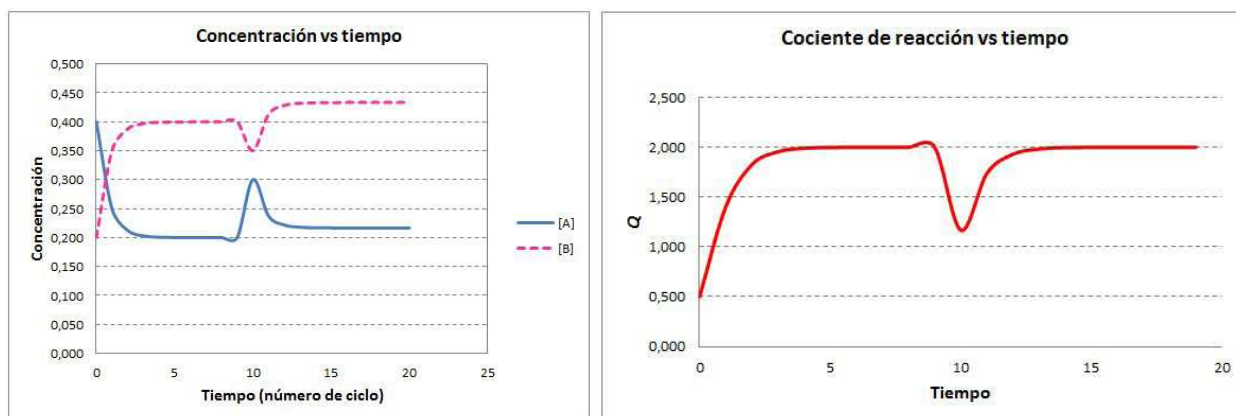 Concentración vs tiempo
0,500
0,450
0,400
0,350
0,300
0,250
0,200
0,150
0,100
0,050
0,000
Concentración
0 5 10 15 20 25
Tiempo (número de ciclo)
[A]
[B]
Cociente de reacción vs tiempo
2,500
2,000
1,500
1,000
0,500
0,000
Q
0 5 10 15 20
Tiempo